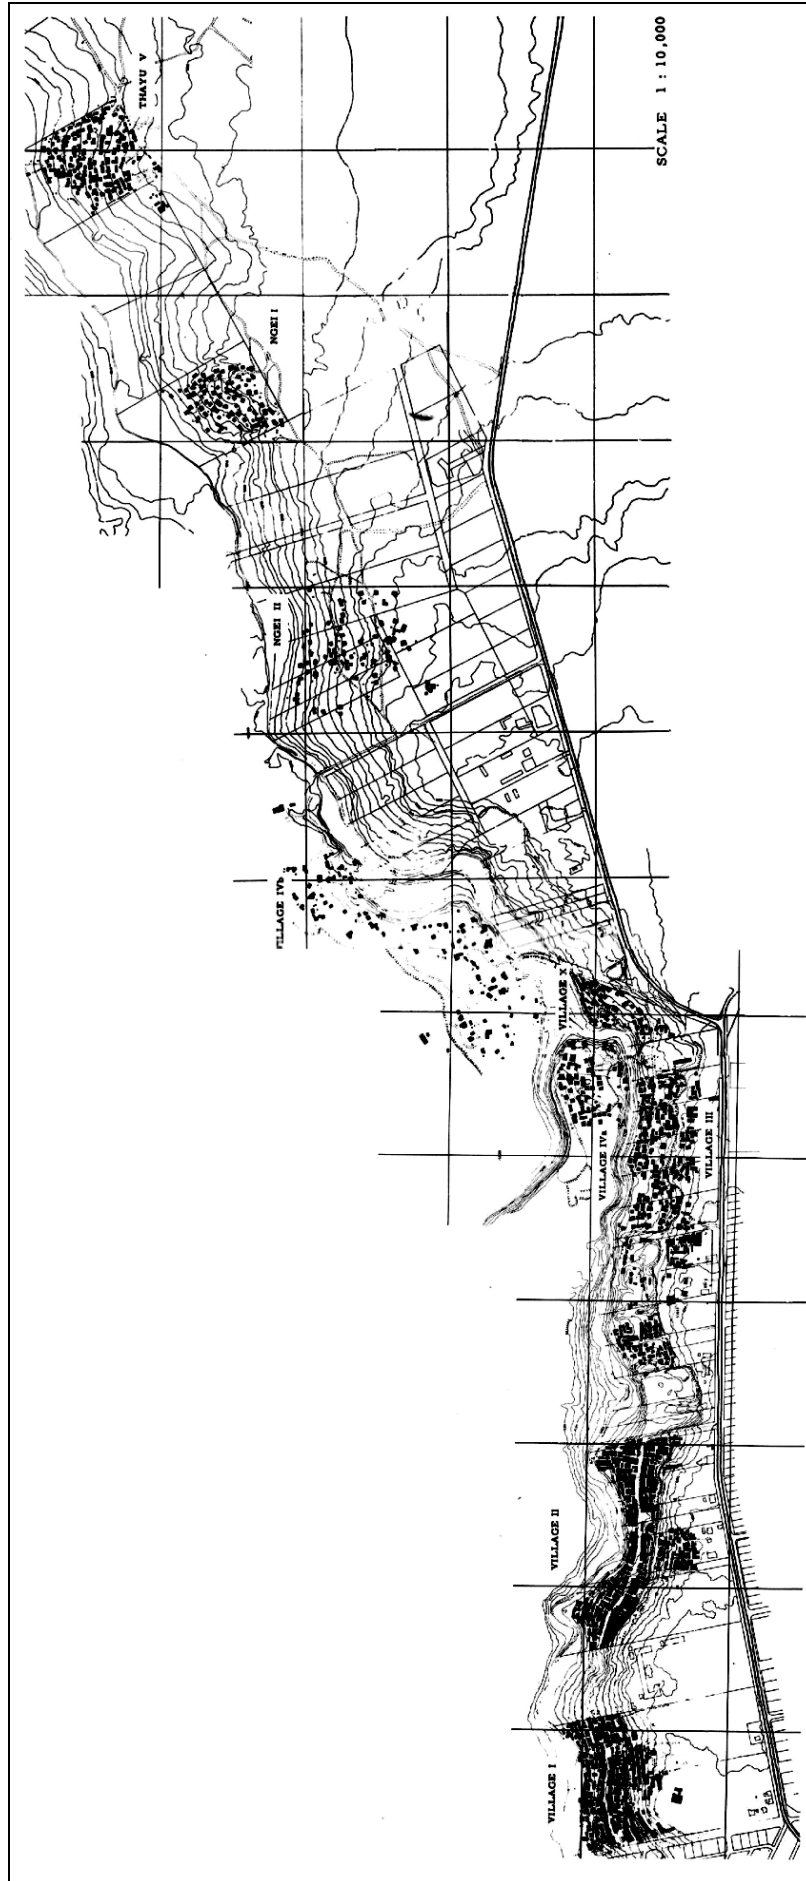 THAYU V
SCALE 1 : 10,000
NGEI I
NGEI II
VILLAGE IVb
VILLAGE X
VILLAGE IVa
VILLAGE III
VILLAGE II
VILLAGE I